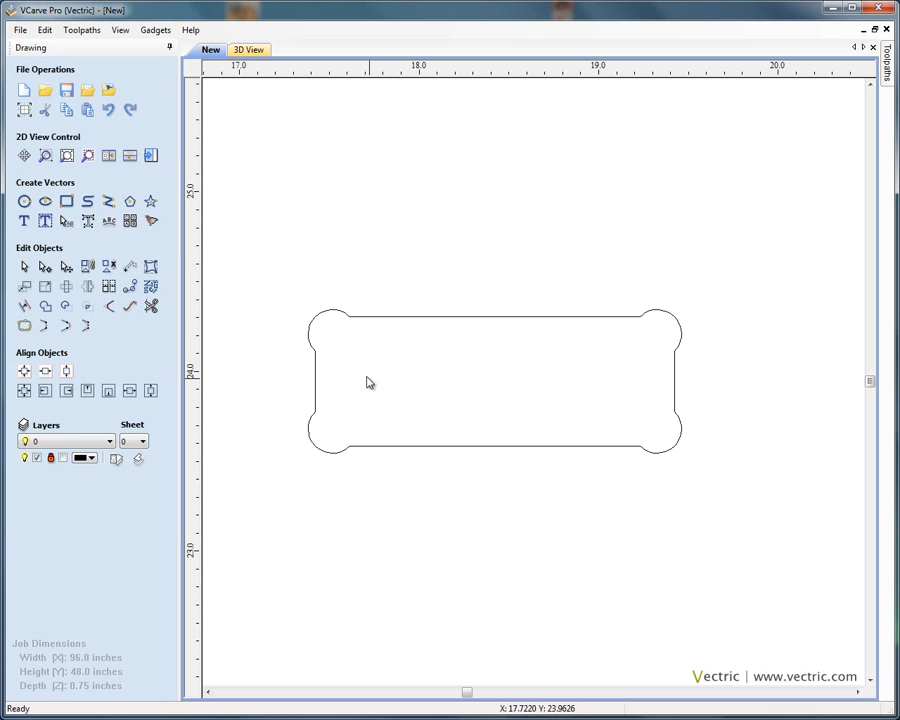 VCarve Pro {Vectric} - [New]
File Edit Toolpaths View Gadgets Help
Drawing
New 3D View
17.0 18.0 19.0 20.0
Toolpaths
File Operations
2D View Control
Create Vectors
25.0
Edit Objects
24.0
Align Objects
Layers Sheet
0 0
23.0
Job Dimensions
Width (X): 96.0 inches
Height (Y): 48.0 inches
Depth (Z): 0.75 inches
Vectric | www.vectric.com
Ready X: 17.7220 Y: 23.9626